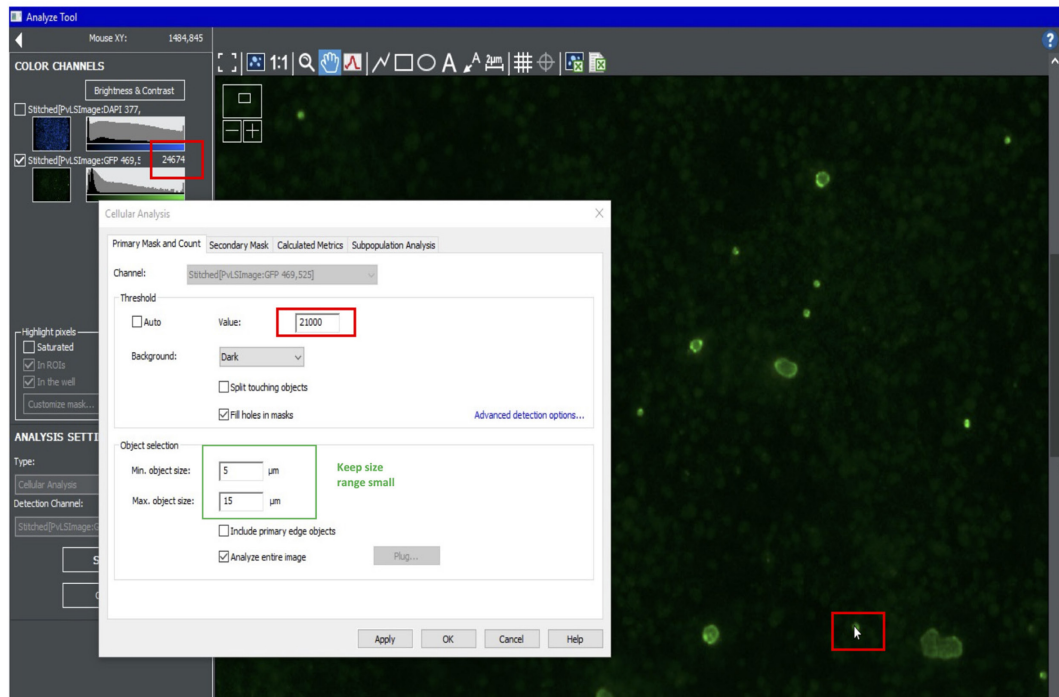 Analyze Tool
Mouse XY: 1484,845
COLOR CHANNELS
Brightness & Contrast
Stitched[PvLSImage:DAPI 377,
Stitched[PvLSImage:GFP 469,5 24674
1:1
A
A
2µm
?
Cellular Analysis
Primary Mask and Count Secondary Mask Calculated Metrics Subpopulation Analysis
Channel: Stitched[PvLSImage:GFP 469,525]
Threshold
Auto Value: 21000
Background: Dark
Split touching objects
Fill holes in masks Advanced detection options...
Object selection
Min. object size: 5 µm
Keep size
range small
Max. object size: 15 µm
Include primary edge objects
Analyze entire image Plug...
Apply OK Cancel Help
Highlight pixels
Saturated
In ROIs
In the well
Customize mask...
ANALYSIS SETTI
Type:
Cellular Analysis
Detection Channel:
Stitched[PvLSImage:G
S